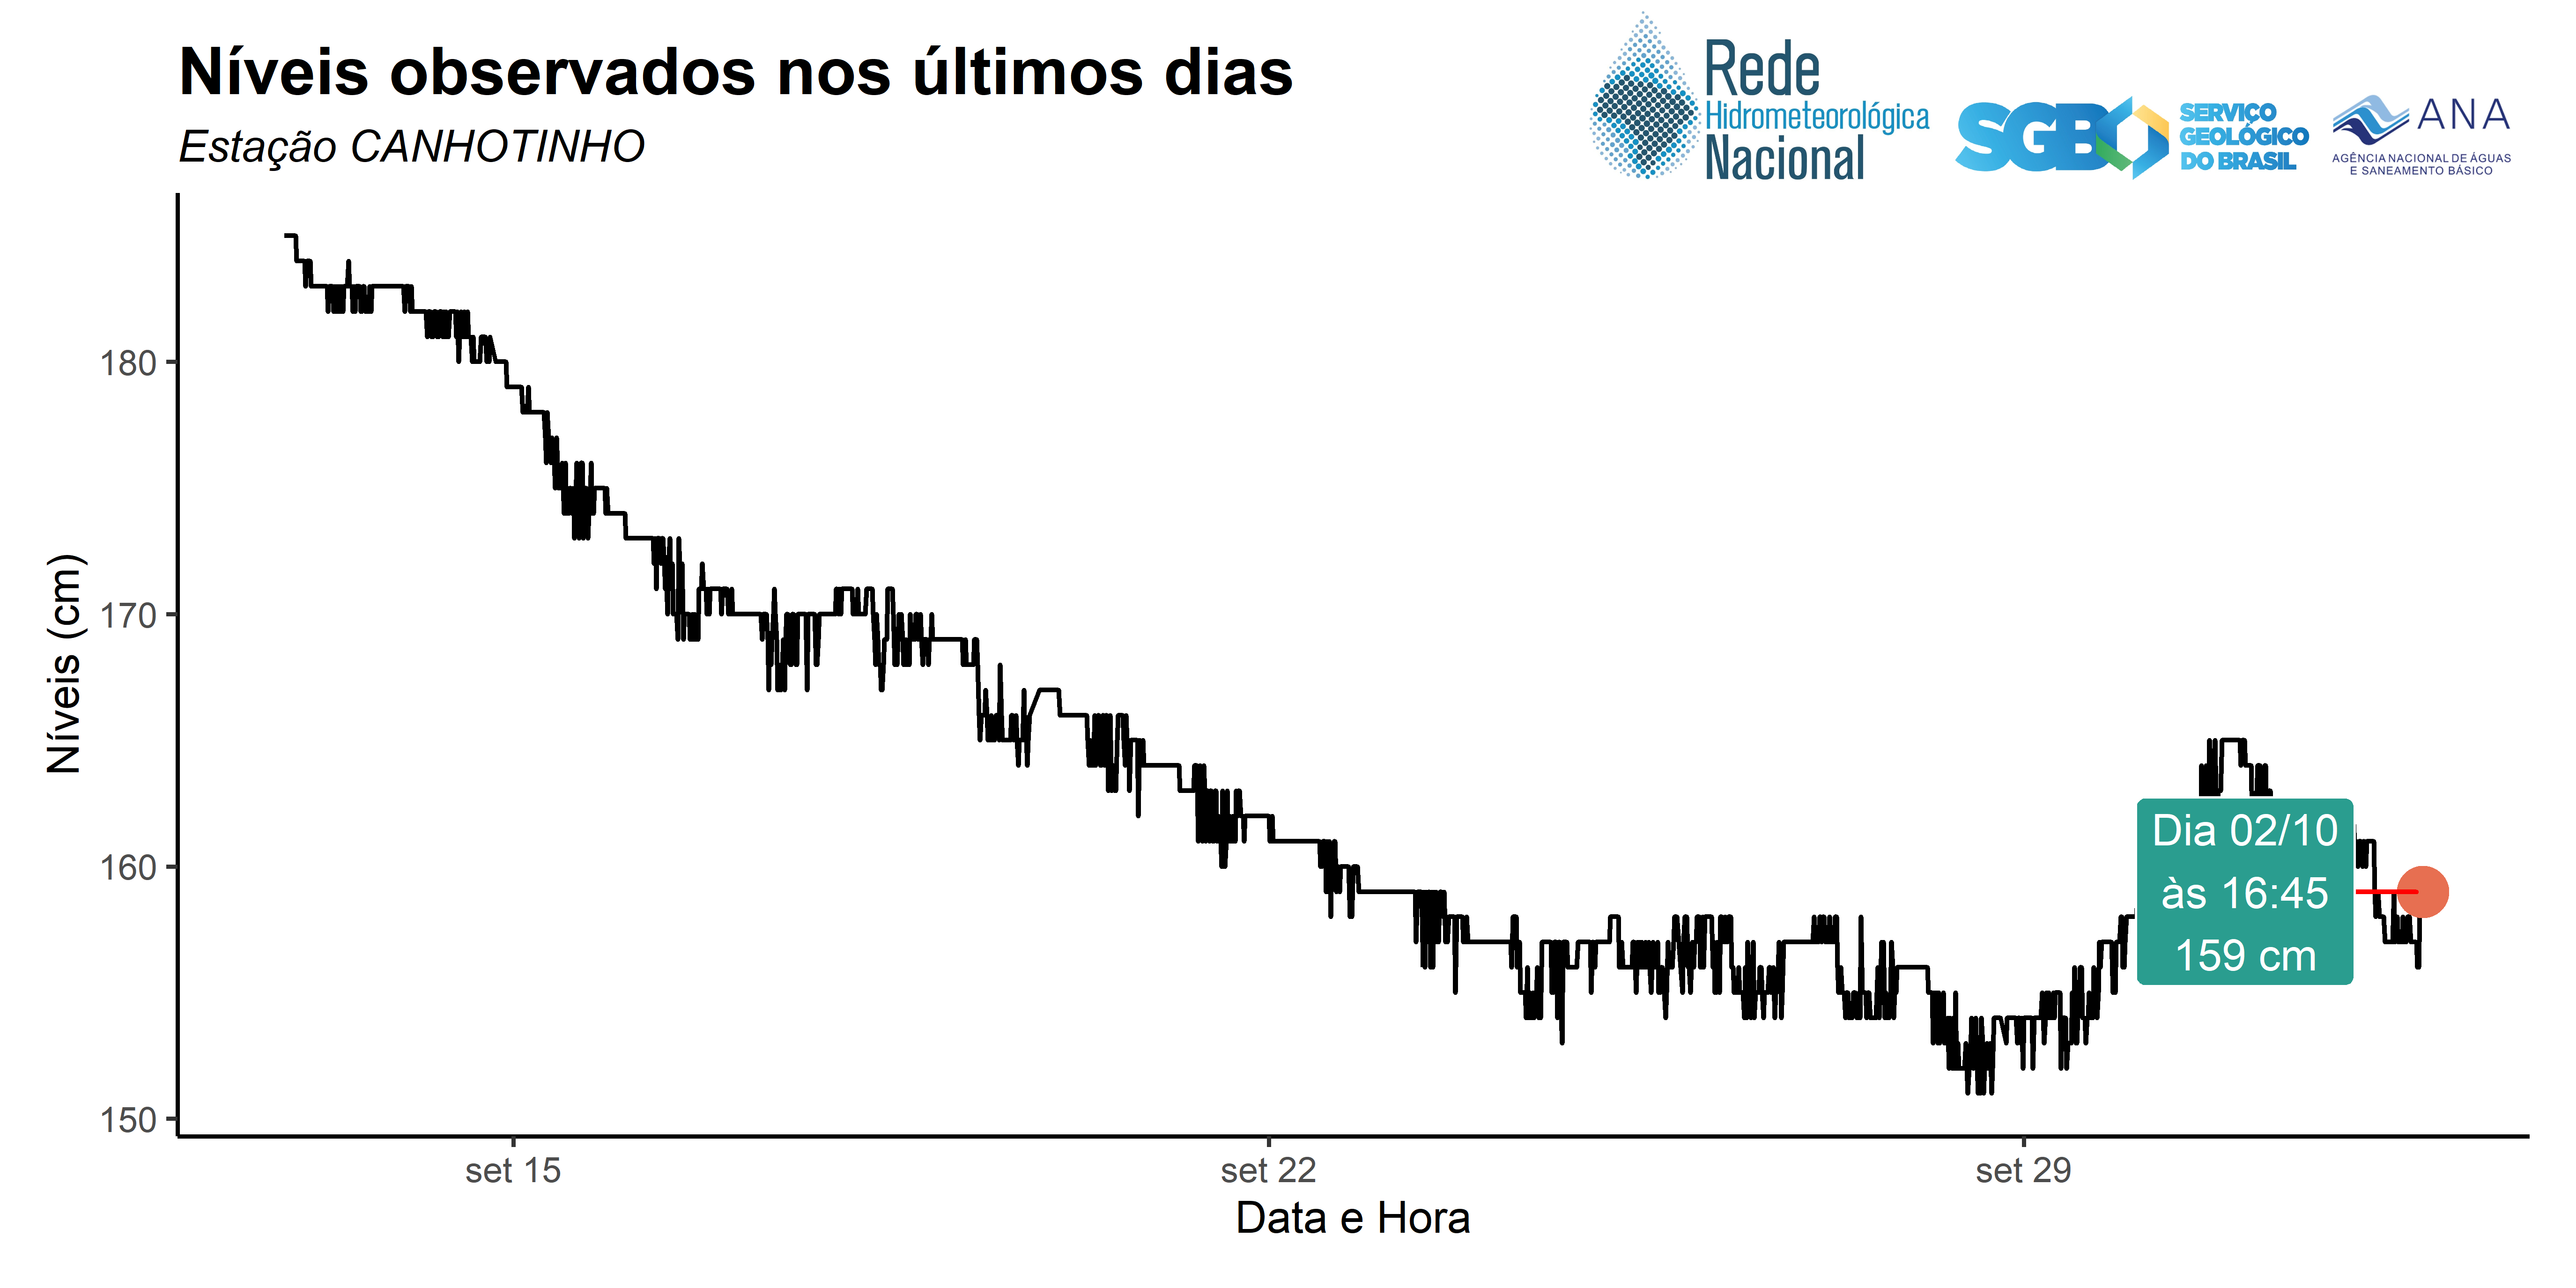 Níveis observados nos últimos dias
Estação CANHOTINHO
Rede
Hidrometeorológica
Nacional
SGB
SERVIÇO
GEOLÓGICO
DO BRASIL
ANA
AGÊNCIA NACIONAL DE ÁGUAS
E SANEAMENTO BÁSICO
Níveis (cm)
180
170
160
150
Dia 02/10
às 16:45
159 cm
set 15
set 22
set 29
Data e Hora